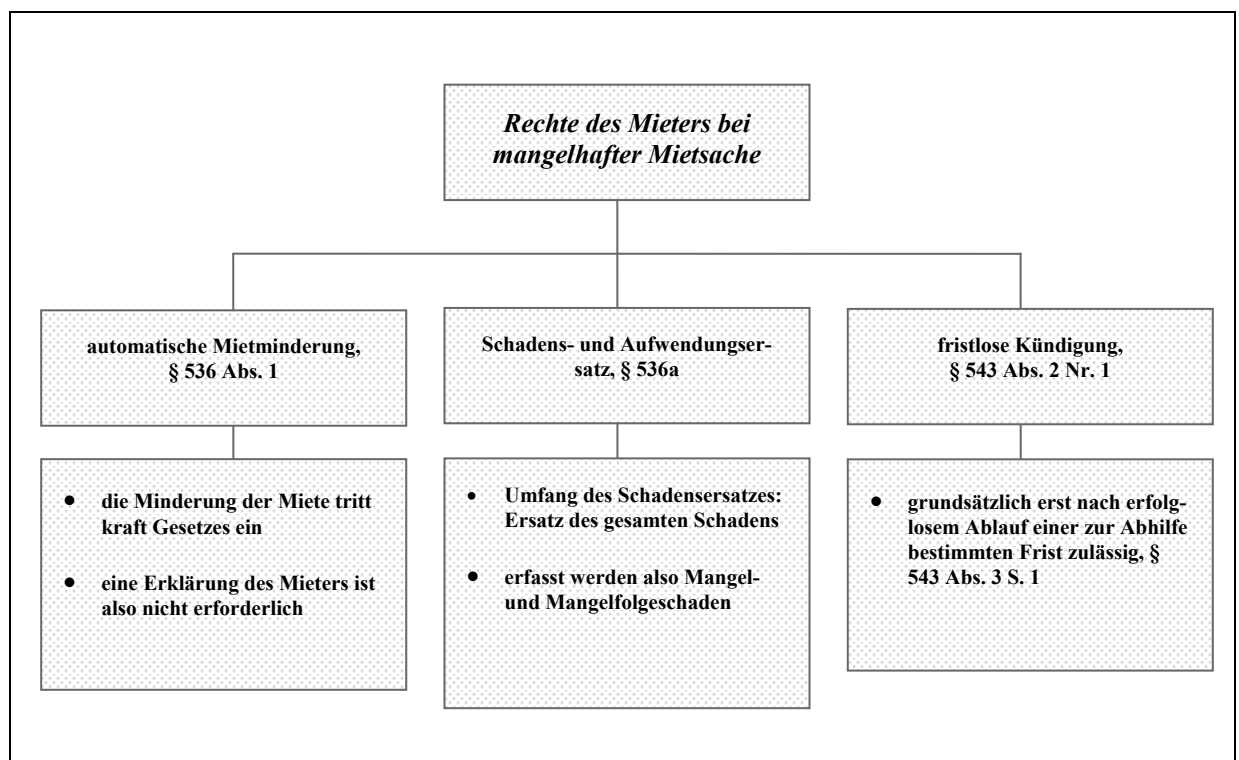 Rechte des Mieters bei
mangelhafter Mietsache
automatische Mietminderung,
§ 536 Abs. 1
• die Minderung der Miete tritt
kraft Gesetzes ein
• eine Erklärung des Mieters ist
also nicht erforderlich
Schadens- und Aufwendungser-
satz, § 536a
• Umfang des Schadensersatzes:
Ersatz des gesamten Schadens
• erfasst werden also Mangel-
und Mangelfolgeschaden
fristlose Kündigung,
§ 543 Abs. 2 Nr. 1
• grundsätzlich erst nach erfolg-
losem Ablauf einer zur Abhilfe
bestimmten Frist zulässig, §
543 Abs. 3 S. 1